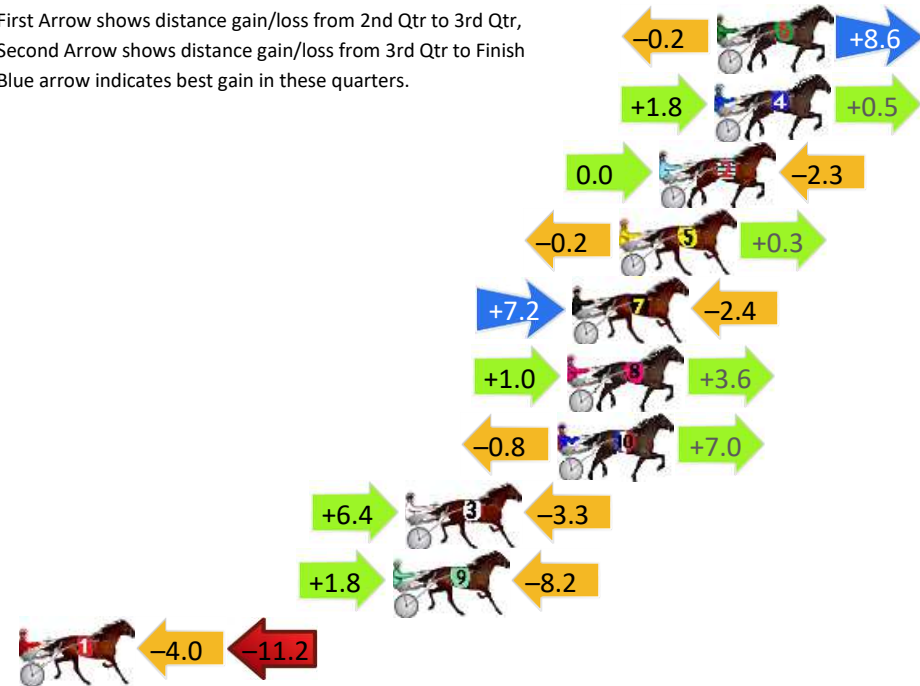 First Arrow shows distance gain/loss from 2nd Qtr to 3rd Qtr,
Second Arrow shows distance gain/loss from 3rd Qtr to Finish
Blue arrow indicates best gain in these quarters.
–0.2 6 +8.6
+1.8 4 +0.5
0.0 2 –2.3
–0.2 5 +0.3
+7.2 7 –2.4
+1.0 8 +3.6
–0.8 10 +7.0
+6.4 3 –3.3
+1.8 9 –8.2
1 –4.0 –11.2